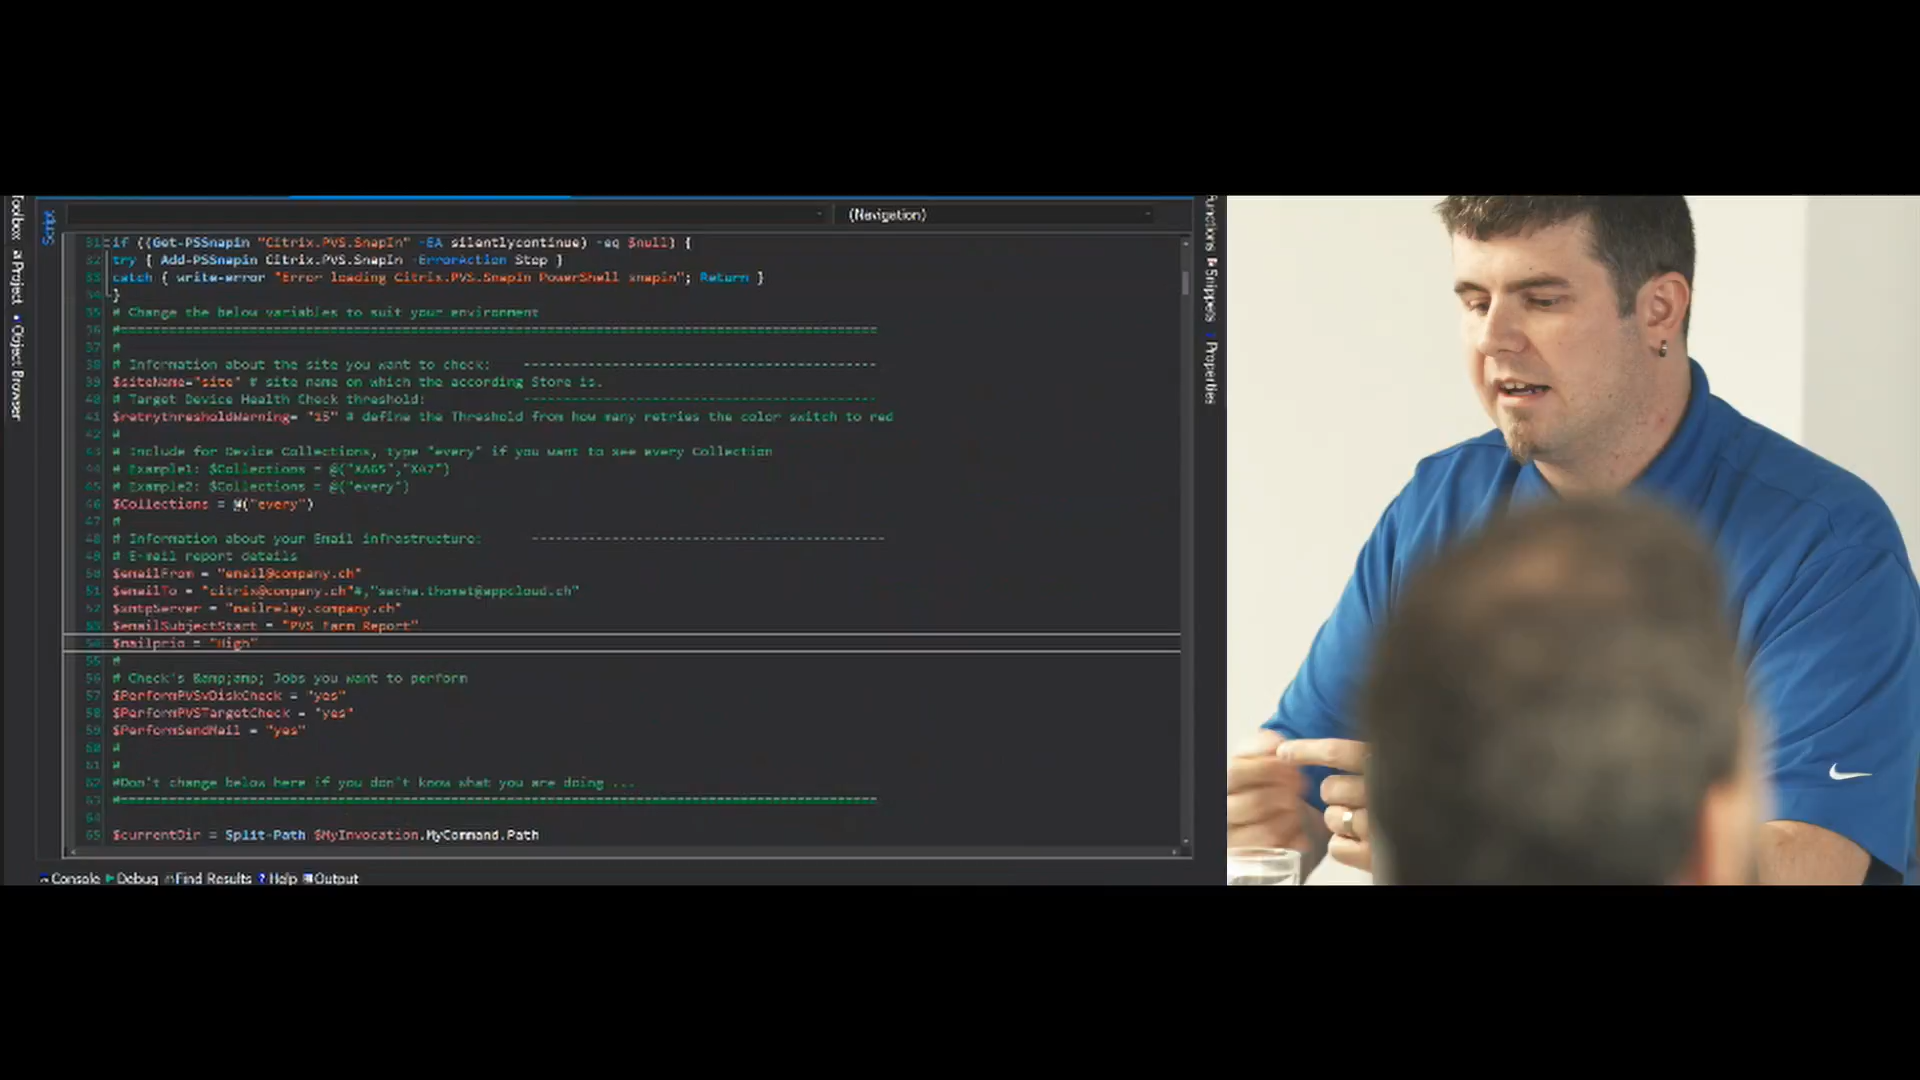 (Navigation)
31 if ((Get-PSSnapin "Citrix.PVS.SnapIn" -EA silentlycontinue) -eq $null) {
32 try { Add-PSSnapin Citrix.PVS.SnapIn -ErrorAction Stop }
33 catch { write-error "Error loading Citrix.PVS.SnapIn PowerShell snapin"; Return }
34 }
35 # Change the below variables to suit your environment
36 #==========================================================================================
37 #
38 # Information about the site you want to check: --------------------------------------------
39 $siteName="site" # site name on which the according Store is.
40 # Target Device Health Check threshold: --------------------------------------------
41 $retrythresholdWarning= "15" # define the Threshold from how many retries the color switch to red
42 #
43 # Include for Device Collections, type "every" if you want to see every Collection
44 # Example1: $Collections = @("XA65","XA7")
45 # Example2: $Collections = @("every")
46 $Collections = @("every")
47 #
48 # Information about your Email infrastructure: --------------------------------------------
49 # E-mail report details
50 $emailFrom = "email@company.ch"
51 $emailTo = "citrix@company.ch"#,"sacha.thomet@appcloud.ch"
52 $smtpServer = "mailrelay.company.ch"
53 $emailSubjectStart = "PVS Farm Report"
54 $mailprio = "High"
55 #
56 # Check's &amp;amp; Jobs you want to perform
57 $PerformPVSvDiskCheck = "yes"
58 $PerformPVSTargetCheck = "yes"
59 $PerformSendMail = "yes"
60 #
61 #
62 #Don't change below here if you don't know what you are doing ...
63 #==========================================================================================
64
65 $currentDir = Split-Path $MyInvocation.MyCommand.Path
Console Debug Find Results ? Help Output
Toolbox
Project
Object Browser
Script
Functions
Snippets
Properties